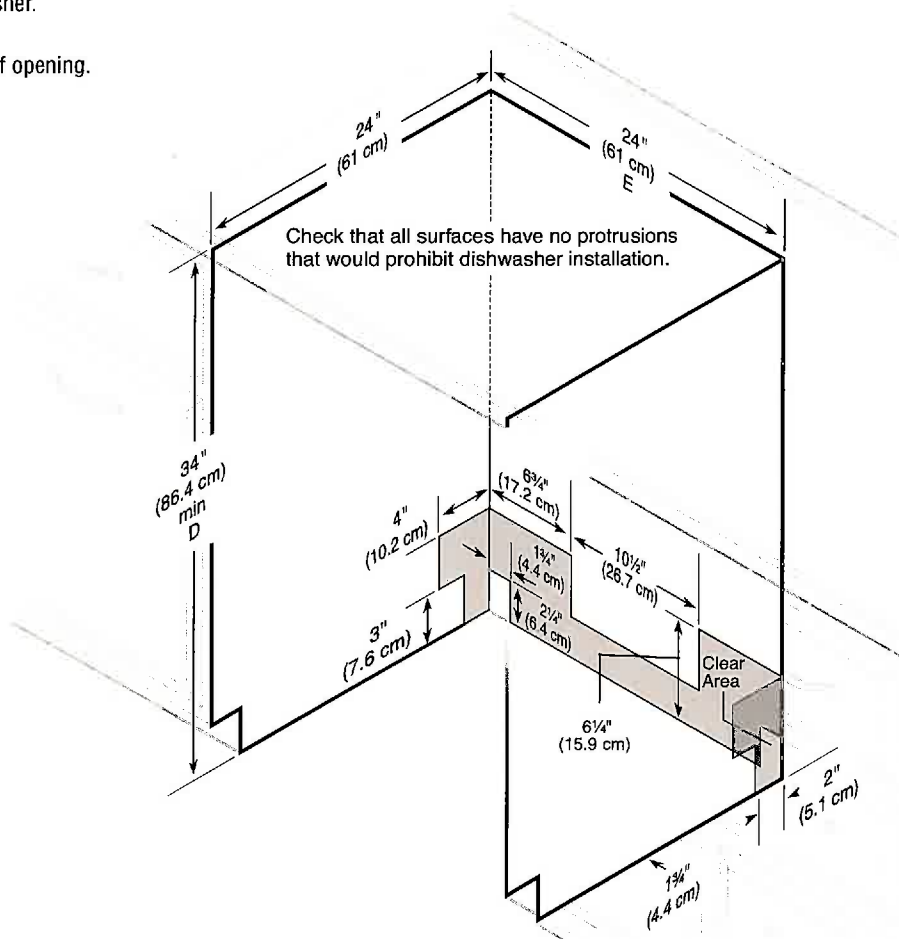 sher.
f opening.
24"
(61 cm)
24"
(61 cm)
E
Check that all surfaces have no protrusions
that would prohibit dishwasher installation.
34"
(86.4 cm)
min
D
6¾"
(17.2 cm)
4"
(10.2 cm)
1¾"
(4.4 cm)
10½"
(26.7 cm)
3"
(7.6 cm)
2¼"
(6.4 cm)
Clear
Area
6¼"
(15.9 cm)
2"
(5.1 cm)
1¾"
(4.4 cm)